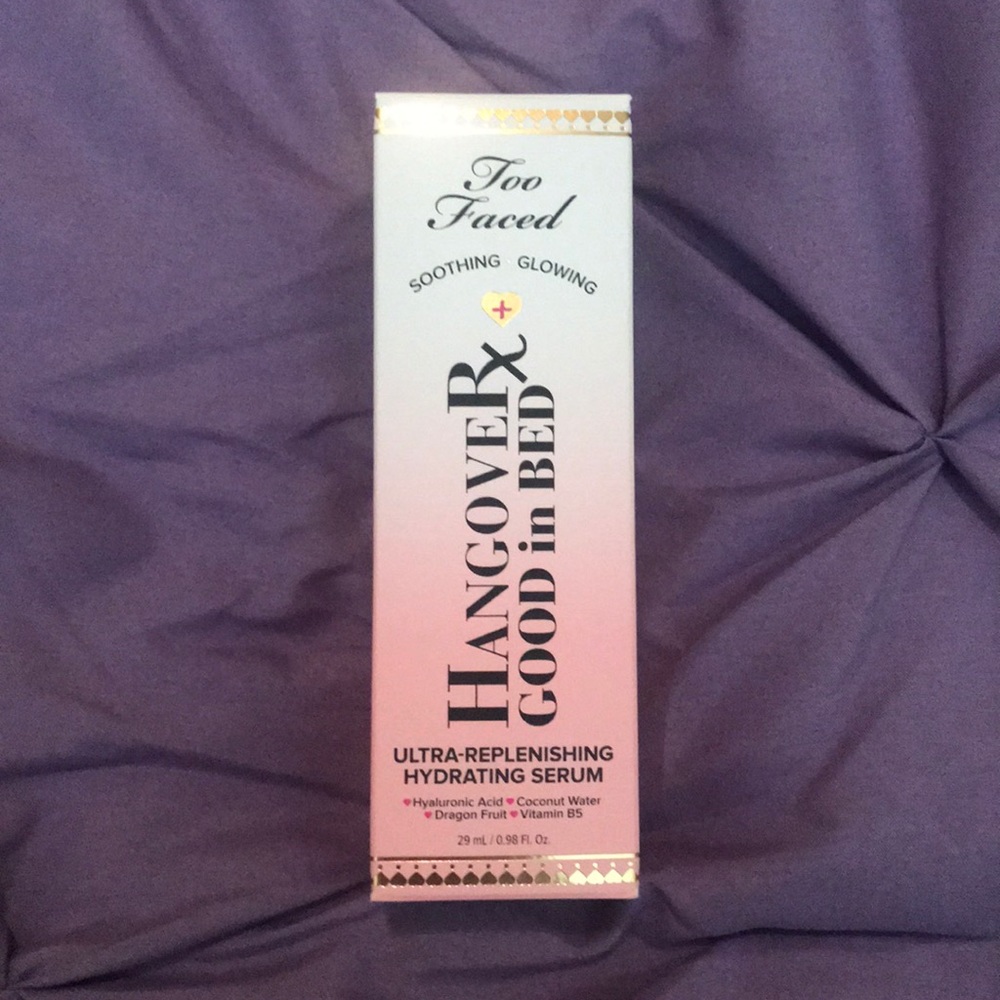 Too
Faced
SOOTHING GLOWING
+
HANGOVER℞
GOOD in BED
ULTRA-REPLENISHING
HYDRATING SERUM
♥Hyaluronic Acid ♥Coconut Water
♥Dragon Fruit ♥Vitamin B5
29 mL / 0.98 Fl. Oz.